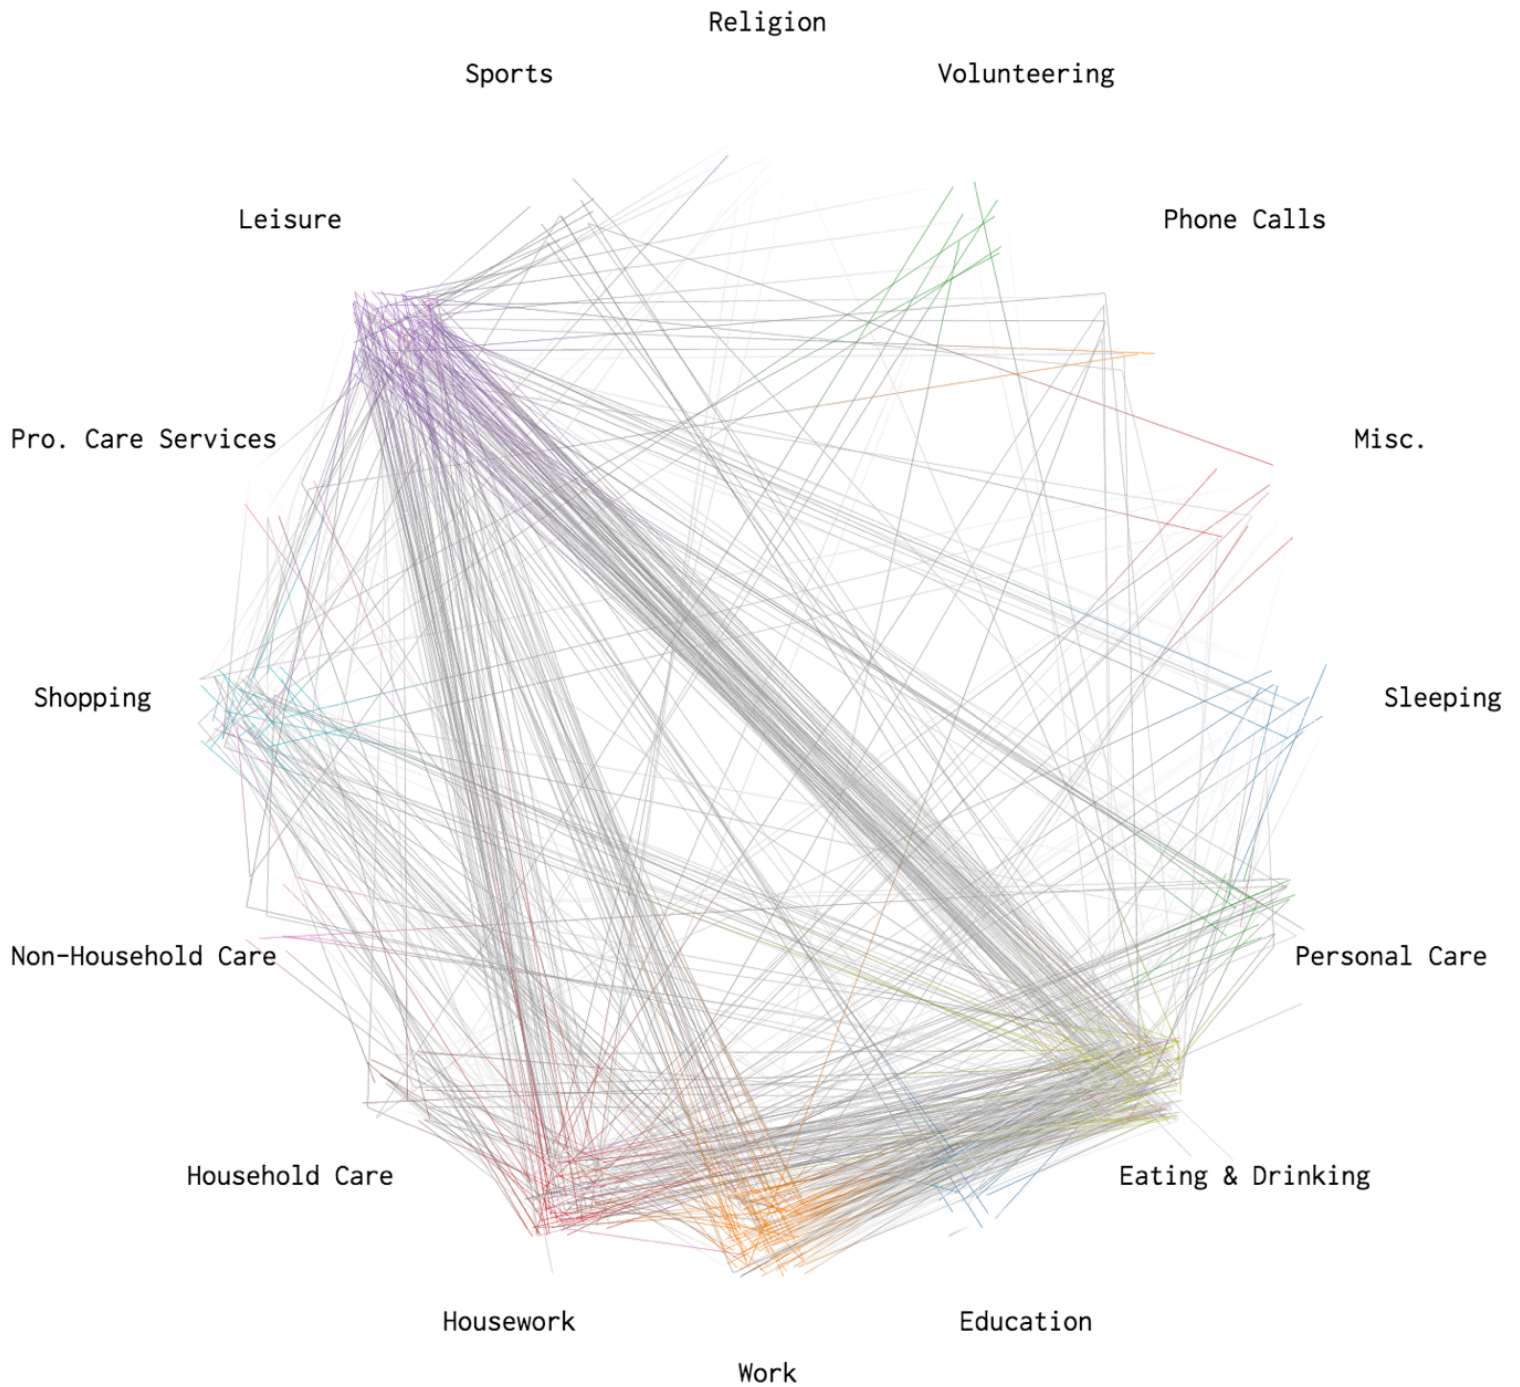 Religion
Sports
Volunteering
Leisure
Phone Calls
Pro. Care Services
Misc.
Shopping
Sleeping
Non-Household Care
Personal Care
Household Care
Eating & Drinking
Housework
Education
Work